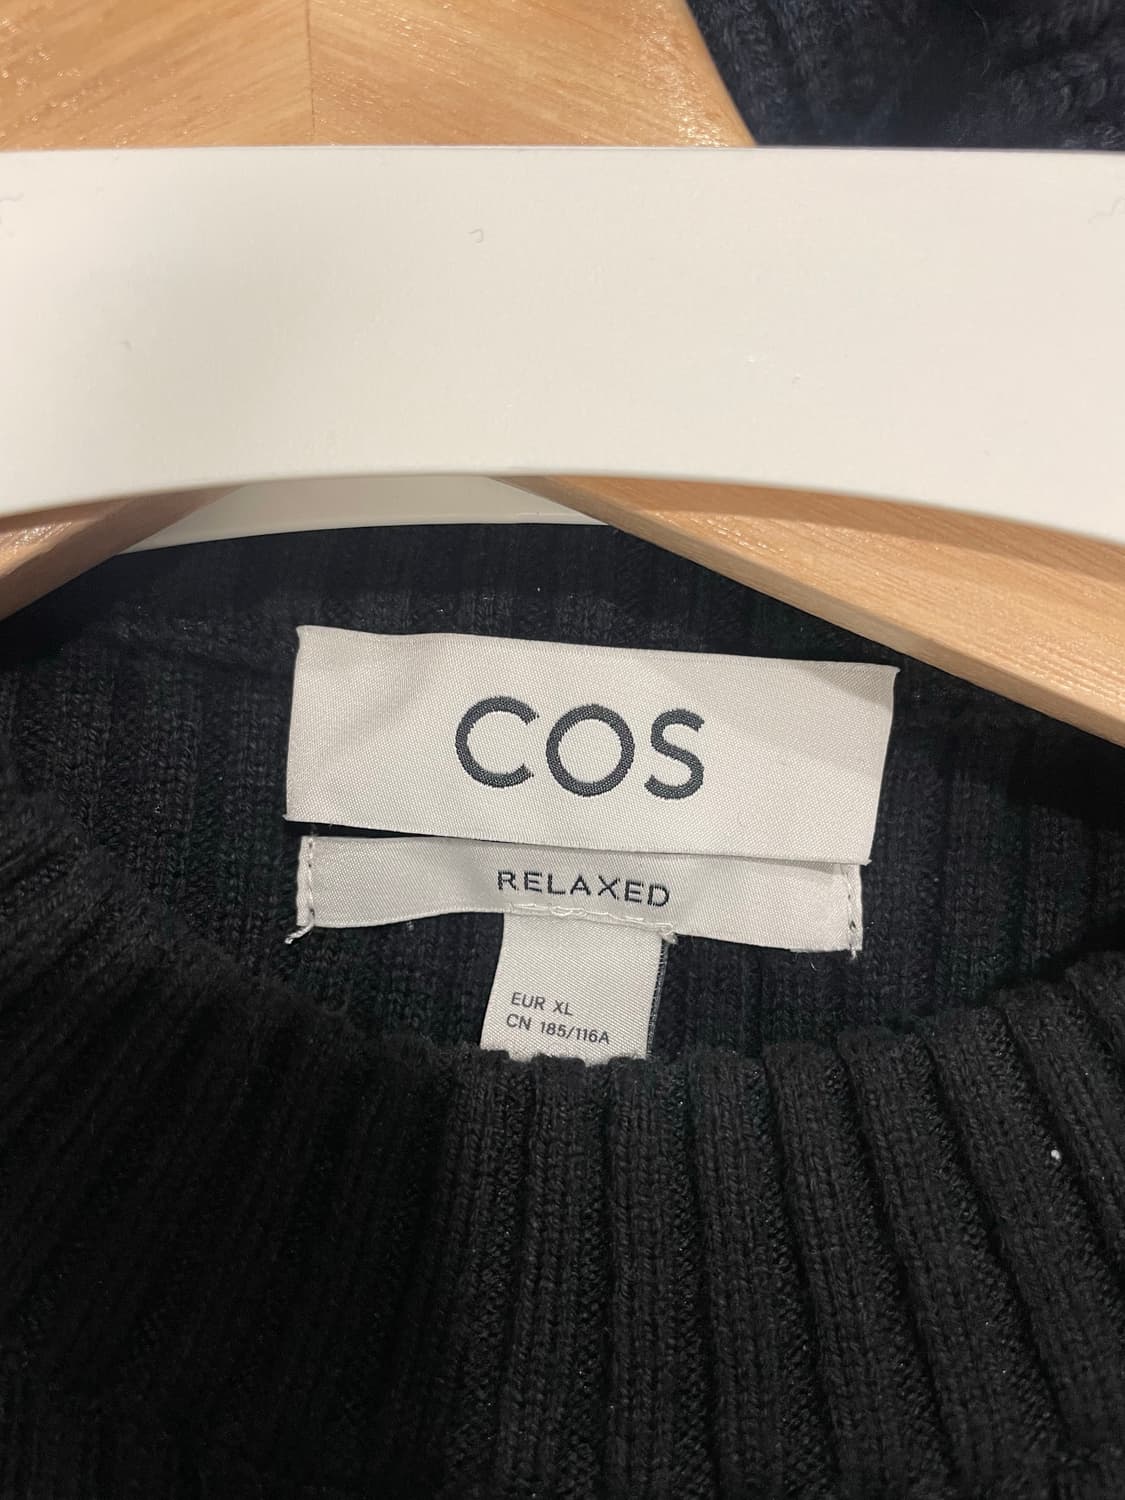 COS
RELAXED
EUR XL
CN 185/116A